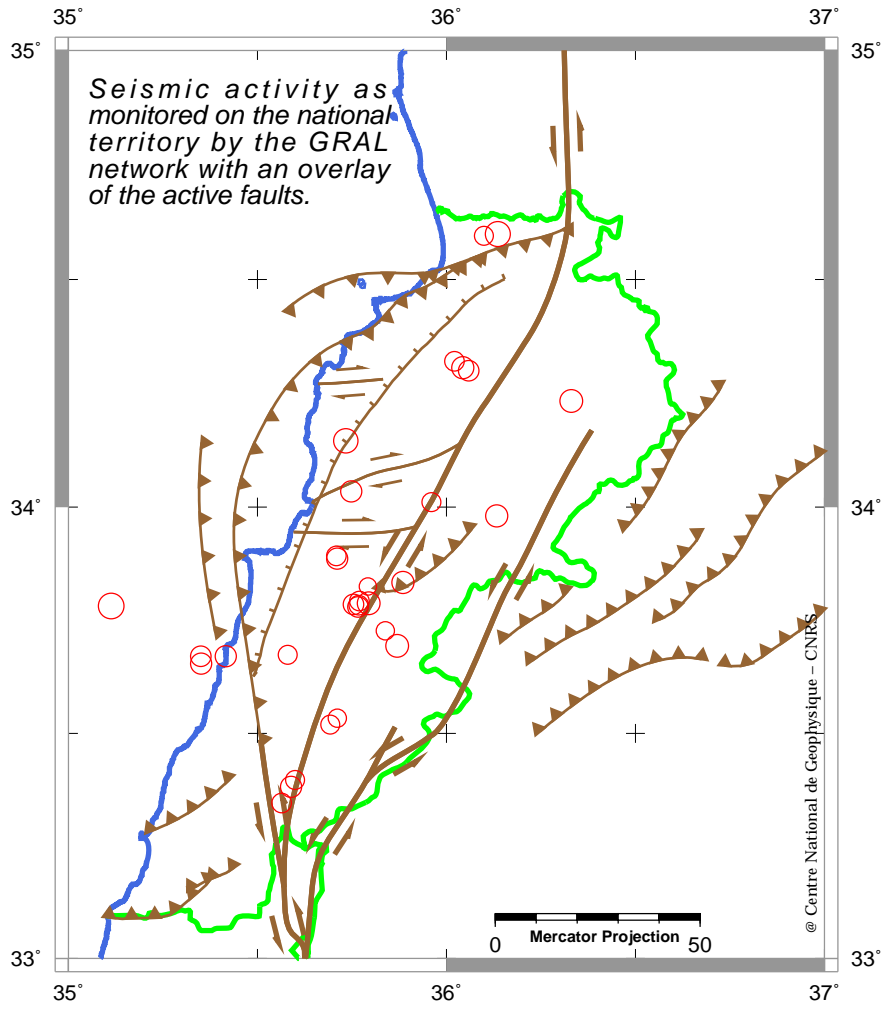 35˚ 36˚ 37˚
35˚ 35˚
Seismic activity as
monitored on the national
territory by the GRAL
network with an overlay
of the active faults.
34˚ 34˚
@ Centre National de Geophysique – CNRS
Mercator Projection
0 50
33˚ 33˚
35˚ 36˚ 37˚